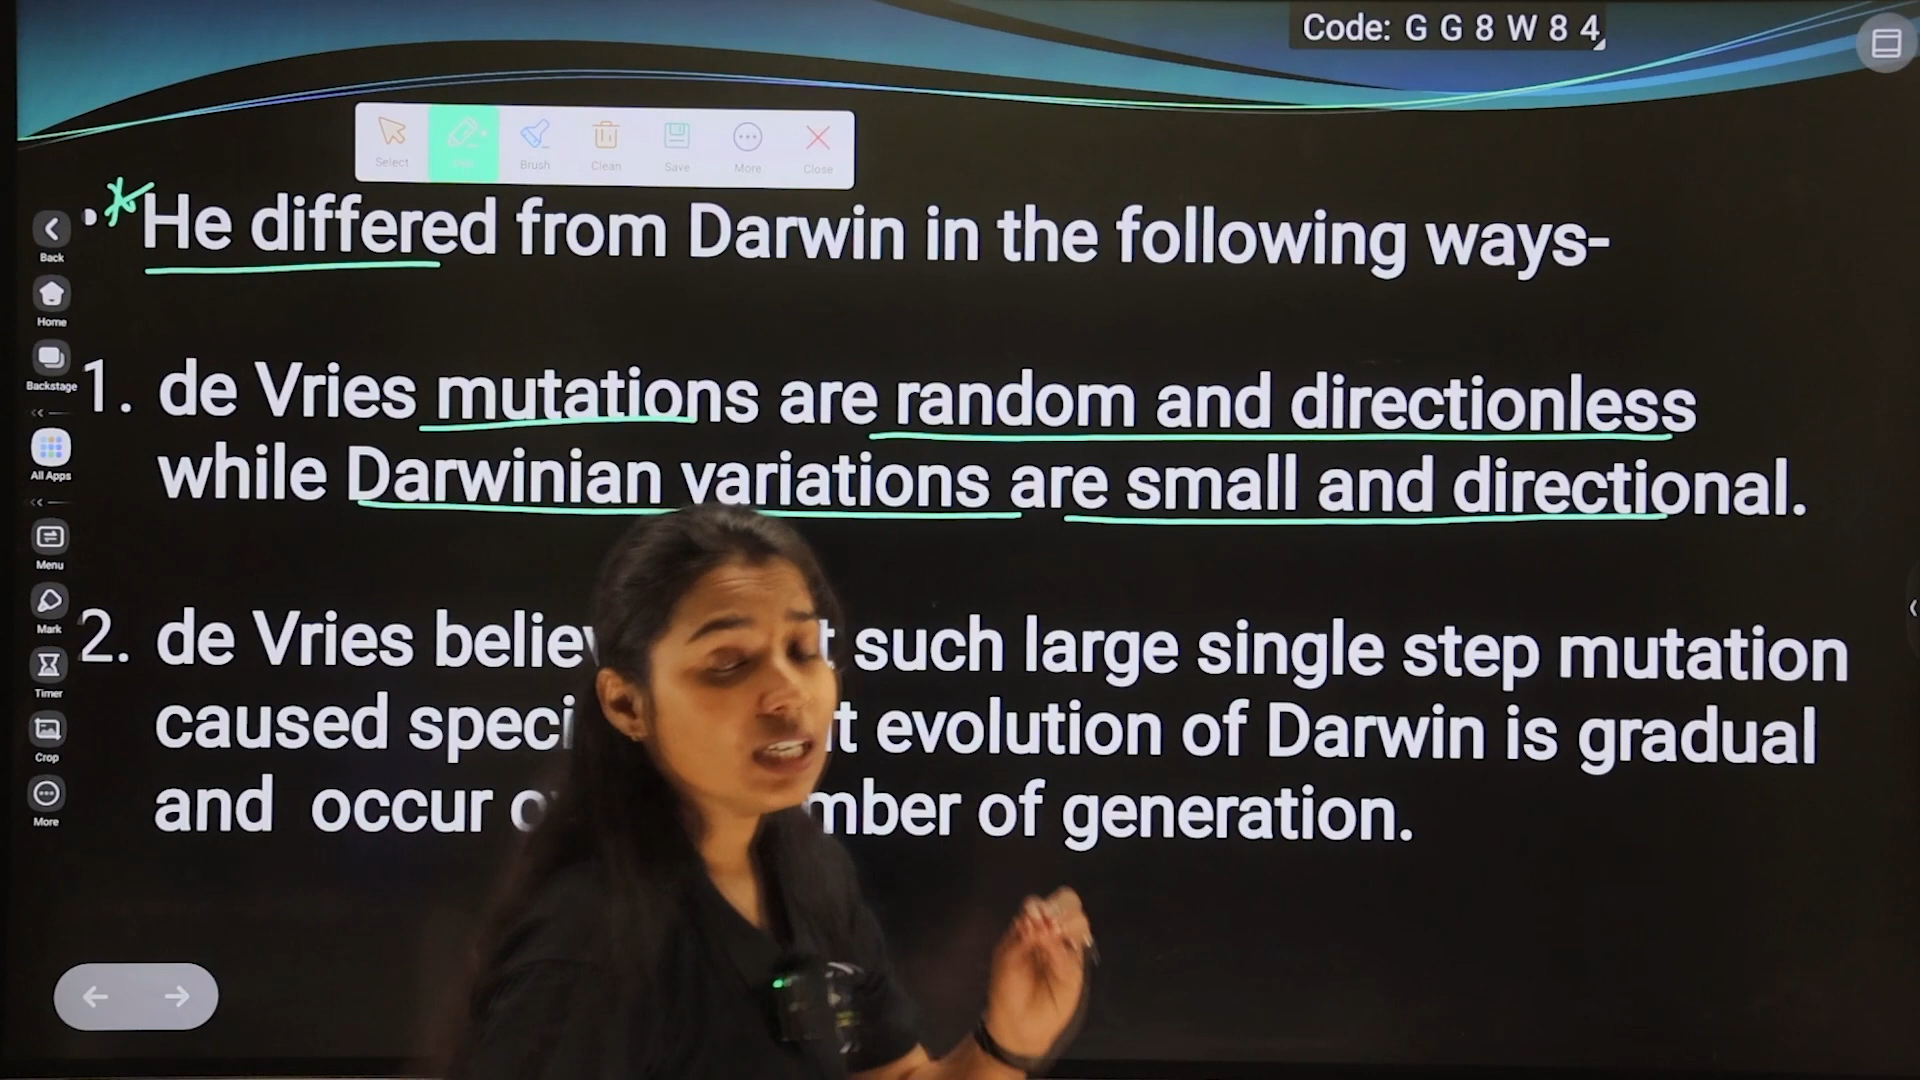 Code: G G 8 W 8 4
Select
Brush
Clean
Save
More
Close
He differed from Darwin in the following ways-
1. de Vries mutations are random and directionless
while Darwinian variations are small and directional.
2. de Vries such large single step mutation
caused evolution of Darwin is gradual
and occur of generation.
Back
Home
Backstage
All Apps
Menu
Mark
Timer
Crop
More